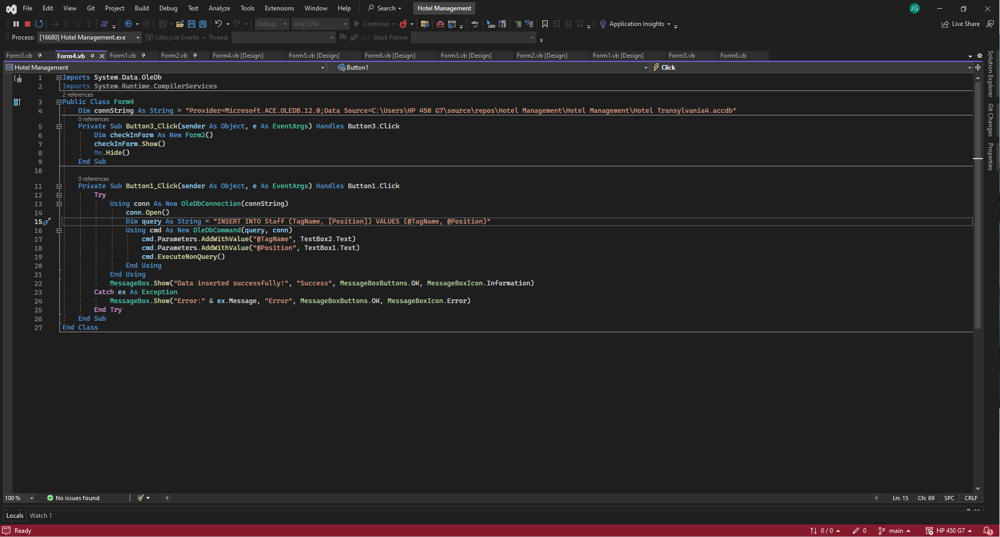 File Edit View Git Project Build Debug Test Analyze Tools Extensions Window Help Search Hotel Management JG
Debug Any CPU Continue Application Insights Live Share
Process: [16680] Hotel Management.exe Lifecycle Events Thread: Stack Frame:
Form3.vb Form4.vb Form1.vb Form2.vb Form4.vb [Design] Form5.vb [Design] Form6.vb [Design] Form3.vb [Design] Form2.vb [Design] Form1.vb [Design] Form5.vb Form6.vb
VB Hotel Management Button1 Click
1 Imports System.Data.OleDb
2 Imports System.Runtime.CompilerServices
2 references
3 Public Class Form4
4 Dim connString As String = "Provider=Microsoft.ACE.OLEDB.12.0;Data Source=C:\Users\HP 450 G7\source\repos\Hotel Management\Hotel Management\Hotel Transylvania4.accdb"
0 references
5 Private Sub Button3_Click(sender As Object, e As EventArgs) Handles Button3.Click
6 Dim checkInForm As New Form2()
7 checkInForm.Show()
8 Me.Hide()
9 End Sub
10
0 references
11 Private Sub Button1_Click(sender As Object, e As EventArgs) Handles Button1.Click
12 Try
13 Using conn As New OleDbConnection(connString)
14 conn.Open()
15 Dim query As String = "INSERT INTO Staff (TagName, [Position]) VALUES (@TagName, @Position)"
16 Using cmd As New OleDbCommand(query, conn)
17 cmd.Parameters.AddWithValue("@TagName", TextBox2.Text)
18 cmd.Parameters.AddWithValue("@Position", TextBox1.Text)
19 cmd.ExecuteNonQuery()
20 End Using
21 End Using
22 MessageBox.Show("Data inserted successfully!", "Success", MessageBoxButtons.OK, MessageBoxIcon.Information)
23 Catch ex As Exception
24 MessageBox.Show("Error:" & ex.Message, "Error", MessageBoxButtons.OK, MessageBoxIcon.Error)
25 End Try
26 End Sub
27 End Class
Solution Explorer
Git Changes
Properties
100 % No issues found Ln: 15 Ch: 69 SPC CRLF
Locals Watch 1
Ready 0 / 0 0 main HP 450 G7 1